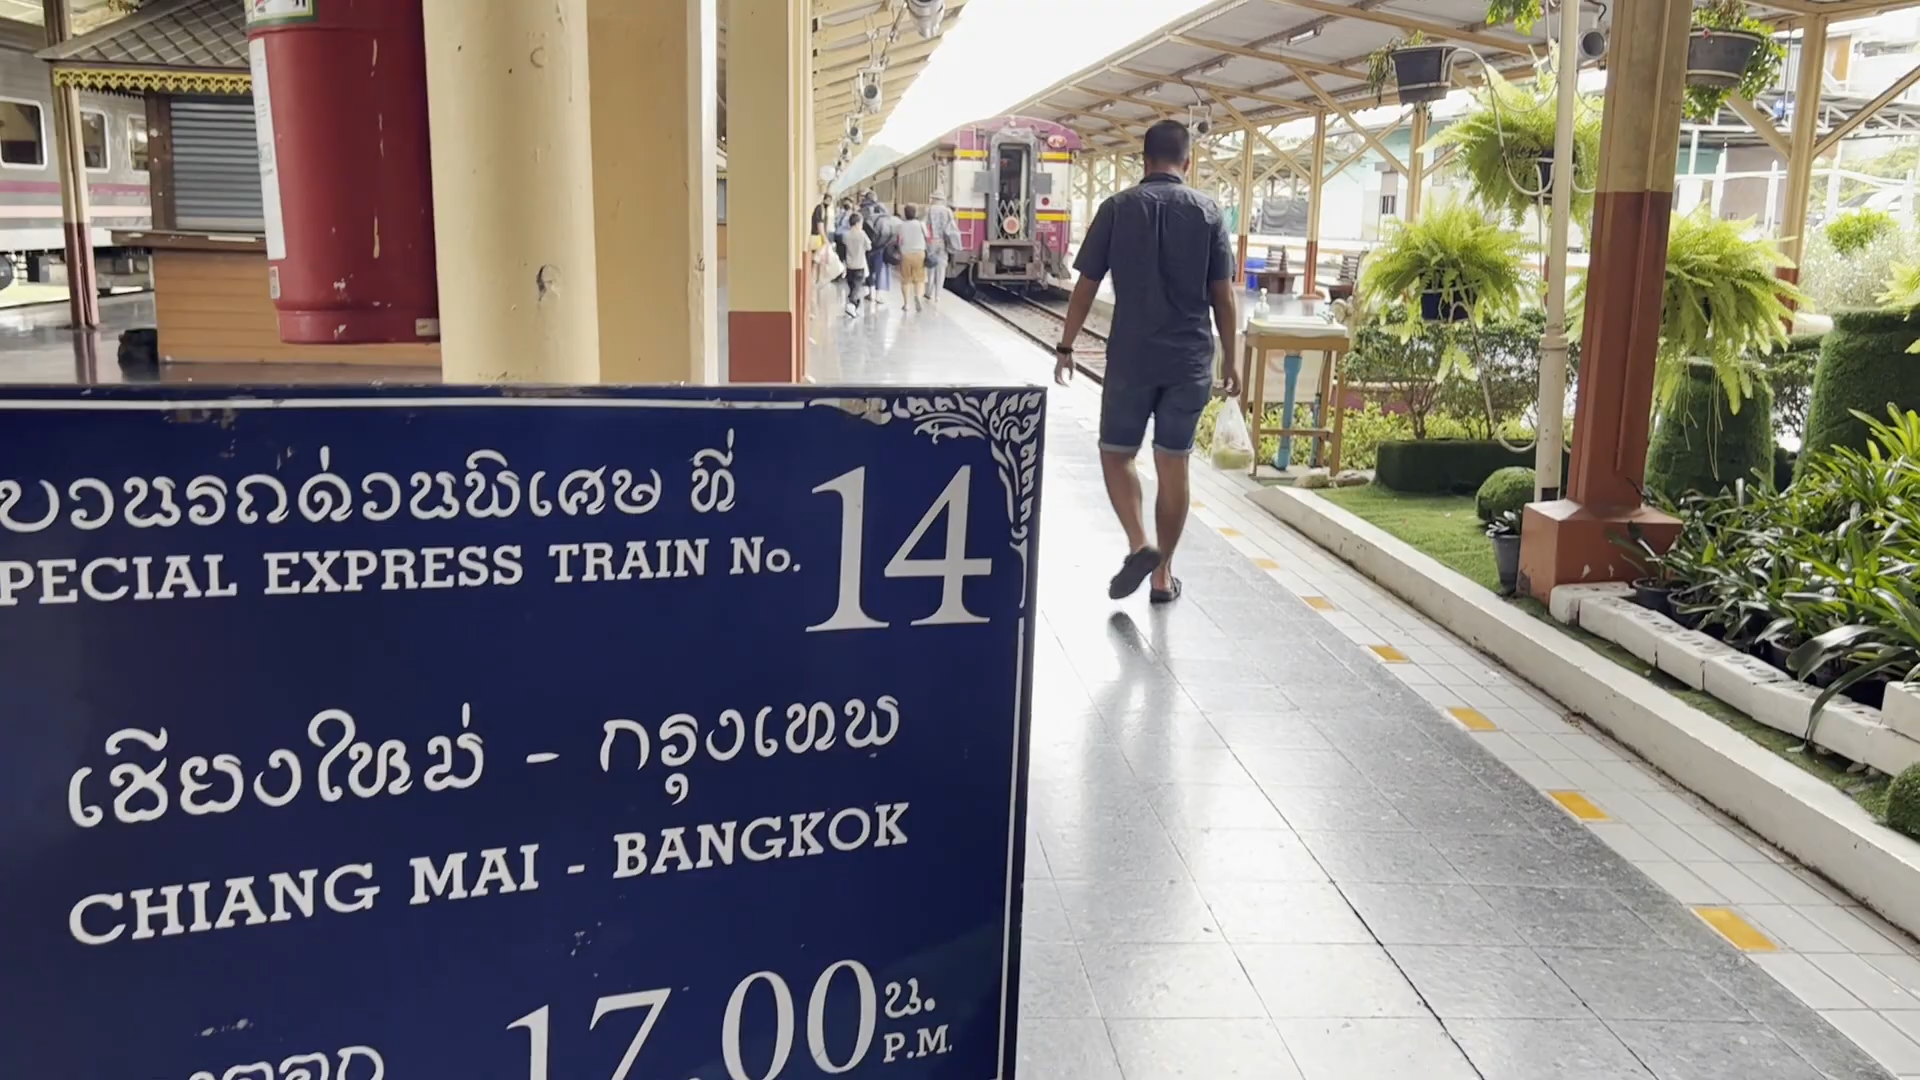 บวนรถด่วนพิเศษ ที่ 14
PECIAL EXPRESS TRAIN No.
เชียงใหม่ - กรุงเทพ
CHIANG MAI - BANGKOK
17.00 น.
P.M.